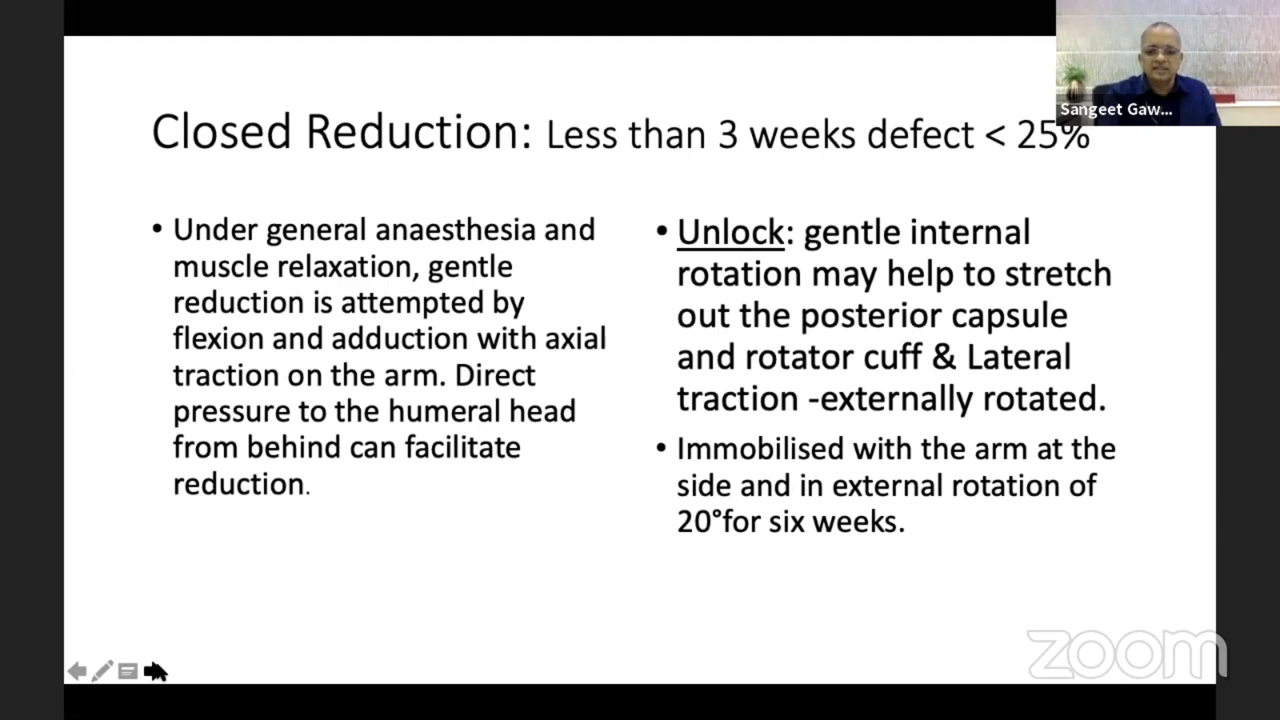 Sangeet Gaw...
Closed Reduction: Less than 3 weeks defect < 25%
• Under general anaesthesia and
muscle relaxation, gentle
reduction is attempted by
flexion and adduction with axial
traction on the arm. Direct
pressure to the humeral head
from behind can facilitate
reduction.
• Unlock: gentle internal
rotation may help to stretch
out the posterior capsule
and rotator cuff & Lateral
traction -externally rotated.
• Immobilised with the arm at the
side and in external rotation of
20°for six weeks.
zoom